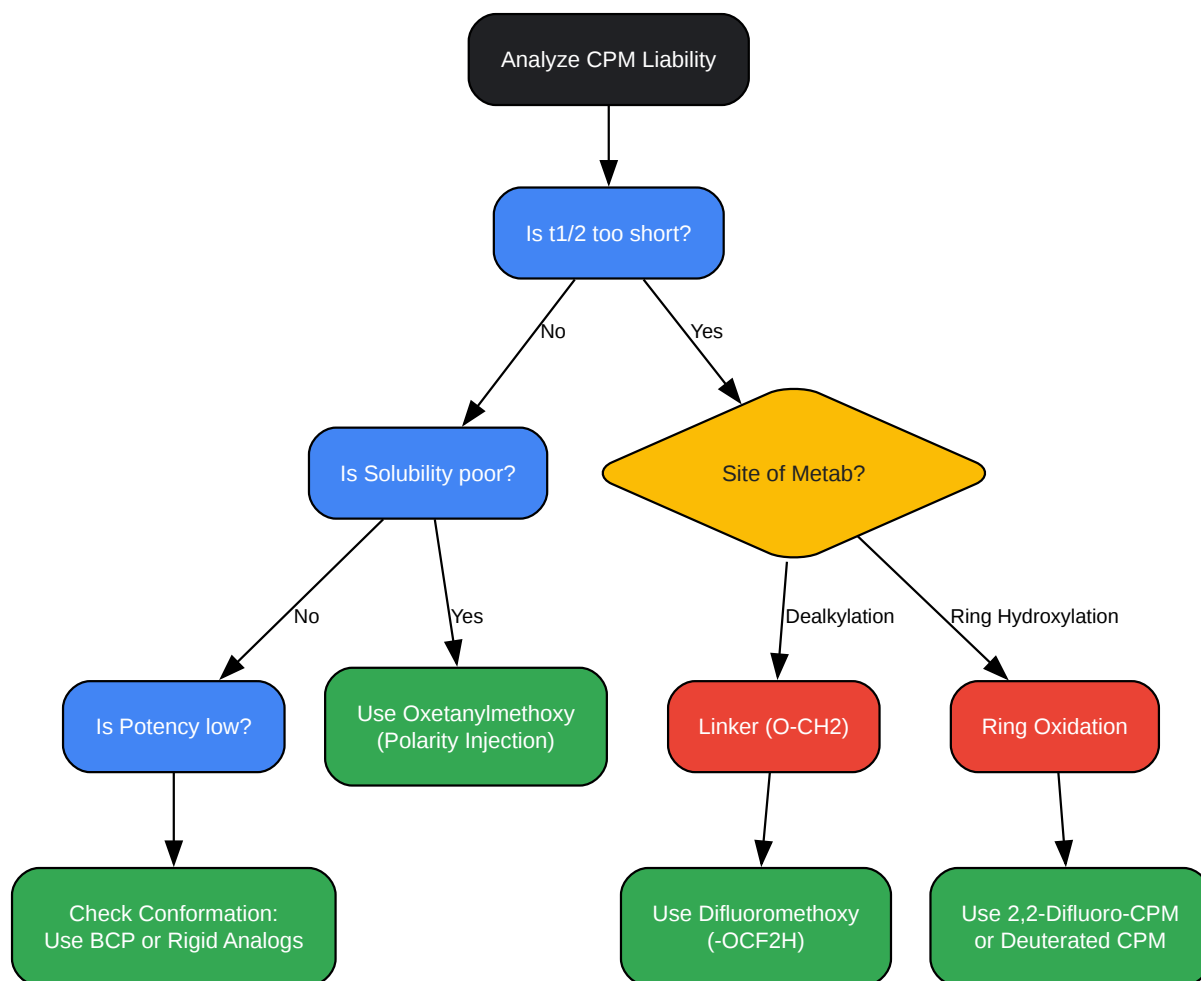 Analyze CPM Liability
Is t1/2 too short?
No
Yes
Is Solubility poor?
Site of Metab?
No
Yes
Dealkylation
Ring Hydroxylation
Is Potency low?
Use Oxetanylmethoxy
(Polarity Injection)
Linker (O-CH2)
Ring Oxidation
Check Conformation:
Use BCP or Rigid Analogs
Use Difluoromethoxy
(-OCF2H)
Use 2,2-Difluoro-CPM
or Deuterated CPM